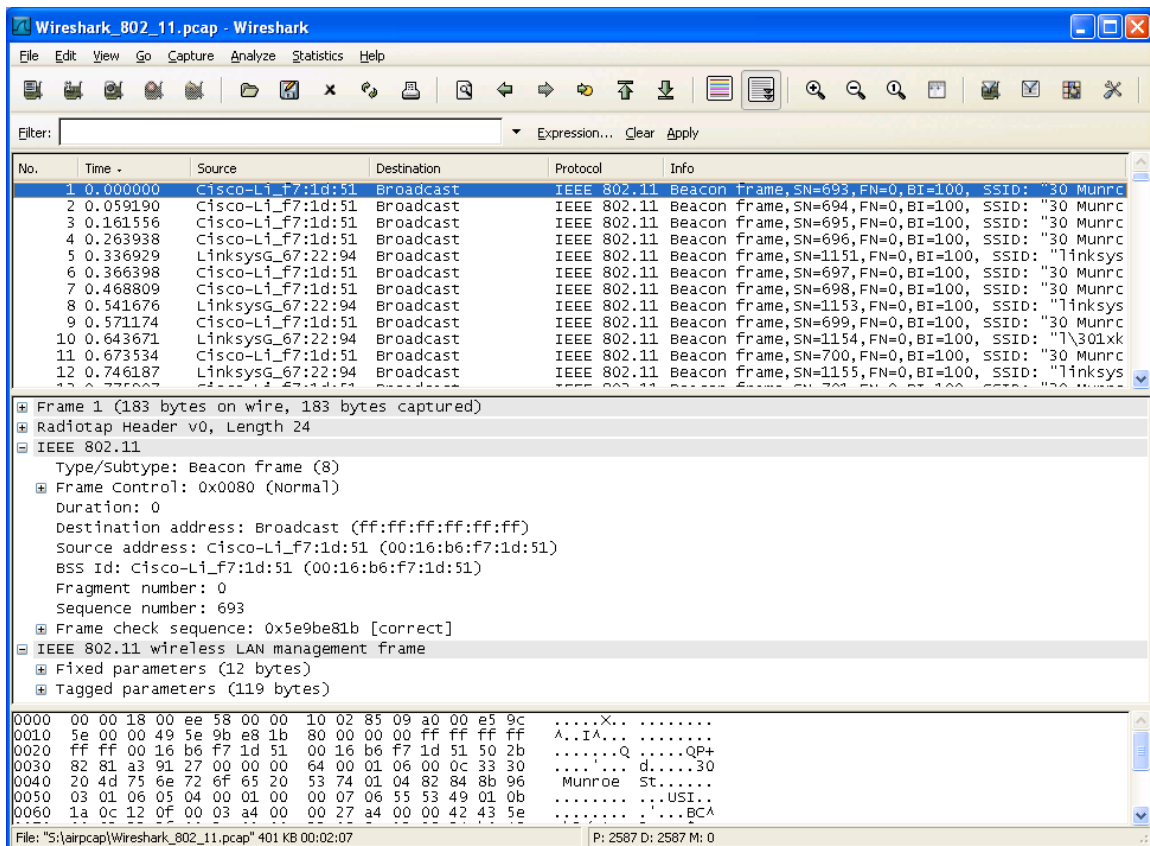 Wireshark_802_11.pcap - Wireshark
File Edit View Go Capture Analyze Statistics Help
Filter: Expression... Clear Apply
No. Time Source Destination Protocol Info
1 0.000000 Cisco-Li_f7:1d:51 Broadcast IEEE 802.11 Beacon frame,SN=693,FN=0,BI=100, SSID: "30 Munrc
2 0.059190 Cisco-Li_f7:1d:51 Broadcast IEEE 802.11 Beacon frame,SN=694,FN=0,BI=100, SSID: "30 Munrc
3 0.161556 Cisco-Li_f7:1d:51 Broadcast IEEE 802.11 Beacon frame,SN=695,FN=0,BI=100, SSID: "30 Munrc
4 0.263938 Cisco-Li_f7:1d:51 Broadcast IEEE 802.11 Beacon frame,SN=696,FN=0,BI=100, SSID: "30 Munrc
5 0.336929 LinksysG_67:22:94 Broadcast IEEE 802.11 Beacon frame,SN=1151,FN=0,BI=100, SSID: "linksys
6 0.366398 Cisco-Li_f7:1d:51 Broadcast IEEE 802.11 Beacon frame,SN=697,FN=0,BI=100, SSID: "30 Munrc
7 0.468809 Cisco-Li_f7:1d:51 Broadcast IEEE 802.11 Beacon frame,SN=698,FN=0,BI=100, SSID: "30 Munrc
8 0.541676 LinksysG_67:22:94 Broadcast IEEE 802.11 Beacon frame,SN=1153,FN=0,BI=100, SSID: "linksys
9 0.571174 Cisco-Li_f7:1d:51 Broadcast IEEE 802.11 Beacon frame,SN=699,FN=0,BI=100, SSID: "30 Munrc
10 0.643671 LinksysG_67:22:94 Broadcast IEEE 802.11 Beacon frame,SN=1154,FN=0,BI=100, SSID: "l\301xk
11 0.673534 Cisco-Li_f7:1d:51 Broadcast IEEE 802.11 Beacon frame,SN=700,FN=0,BI=100, SSID: "30 Munrc
12 0.746187 LinksysG_67:22:94 Broadcast IEEE 802.11 Beacon frame,SN=1155,FN=0,BI=100, SSID: "linksys
Frame 1 (183 bytes on wire, 183 bytes captured)
Radiotap Header v0, Length 24
IEEE 802.11
Type/Subtype: Beacon frame (8)
Frame Control: 0x0080 (Normal)
Duration: 0
Destination address: Broadcast (ff:ff:ff:ff:ff:ff)
Source address: Cisco-Li_f7:1d:51 (00:16:b6:f7:1d:51)
BSS Id: Cisco-Li_f7:1d:51 (00:16:b6:f7:1d:51)
Fragment number: 0
Sequence number: 693
Frame check sequence: 0x5e9be81b [correct]
IEEE 802.11 wireless LAN management frame
Fixed parameters (12 bytes)
Tagged parameters (119 bytes)
0000 00 00 18 00 ee 58 00 00 10 02 85 09 a0 00 e5 9c .....X.. ........
0010 5e 00 00 49 5e 9b e8 1b 80 00 00 00 ff ff ff ff ^..I^... ........
0020 ff ff 00 16 b6 f7 1d 51 00 16 b6 f7 1d 51 50 2b .......Q .....QP+
0030 82 81 a3 91 27 00 00 00 64 00 01 06 00 0c 33 30 ....'... d.....30
0040 20 4d 75 6e 72 6f 65 20 53 74 01 04 82 84 8b 96 Munroe St......
0050 03 01 06 05 04 00 01 00 00 07 06 55 53 49 01 0b ........ ...USI..
0060 1a 0c 12 0f 00 03 a4 00 00 27 a4 00 00 42 43 5e ........ .'...BC^
File: "S:\airpcap\Wireshark_802_11.pcap" 401 KB 00:02:07 P: 2587 D: 2587 M: 0